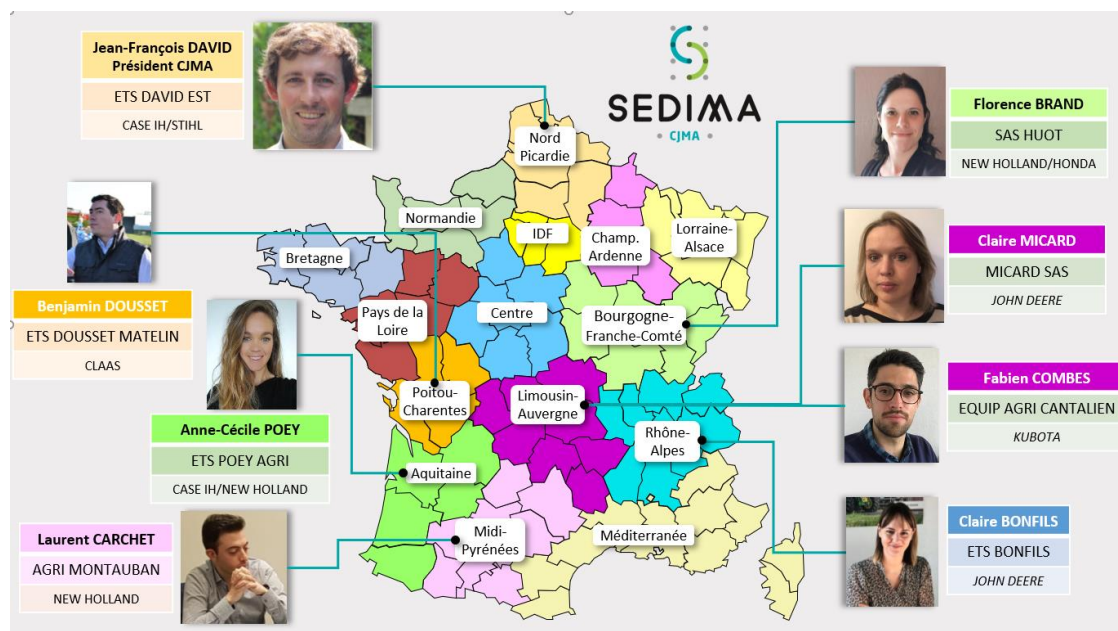 Jean-François DAVID
Président CJMA
ETS DAVID EST
CASE IH/STIHL
SEDIMA
• CJMA •
Florence BRAND
SAS HUOT
NEW HOLLAND/HONDA
Nord
Picardie
Normandie
IDF
Champ.
Ardenne
Lorraine-
Alsace
Bretagne
Claire MICARD
MICARD SAS
JOHN DEERE
Benjamin DOUSSET
ETS DOUSSET MATELIN
CLAAS
Pays de la
Loire
Centre
Bourgogne-
Franche-Comté
Poitou-
Charentes
Limousin-
Auvergne
Fabien COMBES
EQUIP AGRI CANTALIEN
KUBOTA
Anne-Cécile POEY
ETS POEY AGRI
CASE IH/NEW HOLLAND
Rhône-
Alpes
Aquitaine
Laurent CARCHET
AGRI MONTAUBAN
NEW HOLLAND
Midi-
Pyrénées
Méditerranée
Claire BONFILS
ETS BONFILS
JOHN DEERE